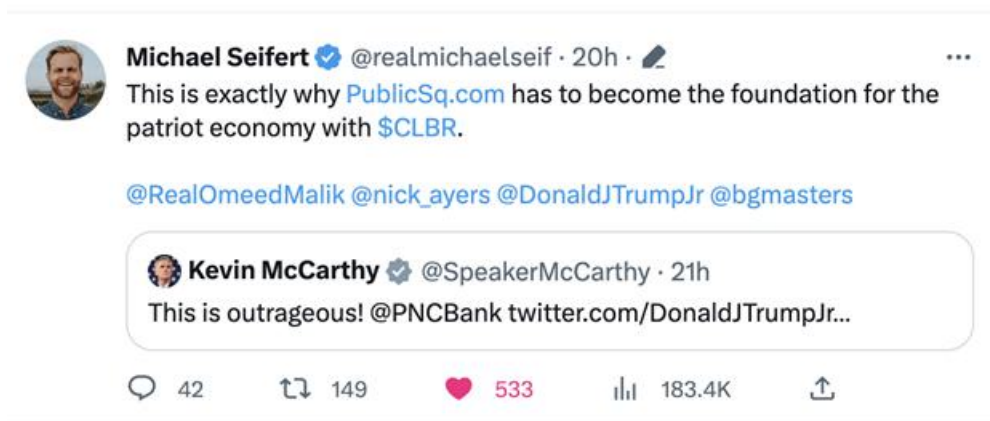 Michael Seifert @realmichaelseif · 20h ·
This is exactly why PublicSq.com has to become the foundation for the
patriot economy with $CLBR.
@RealOmeedMalik @nick_ayers @DonaldJTrumpJr @bgmasters
Kevin McCarthy @SpeakerMcCarthy · 21h
This is outrageous! @PNCBank twitter.com/DonaldJTrumpJr...
42 149 533 183.4K